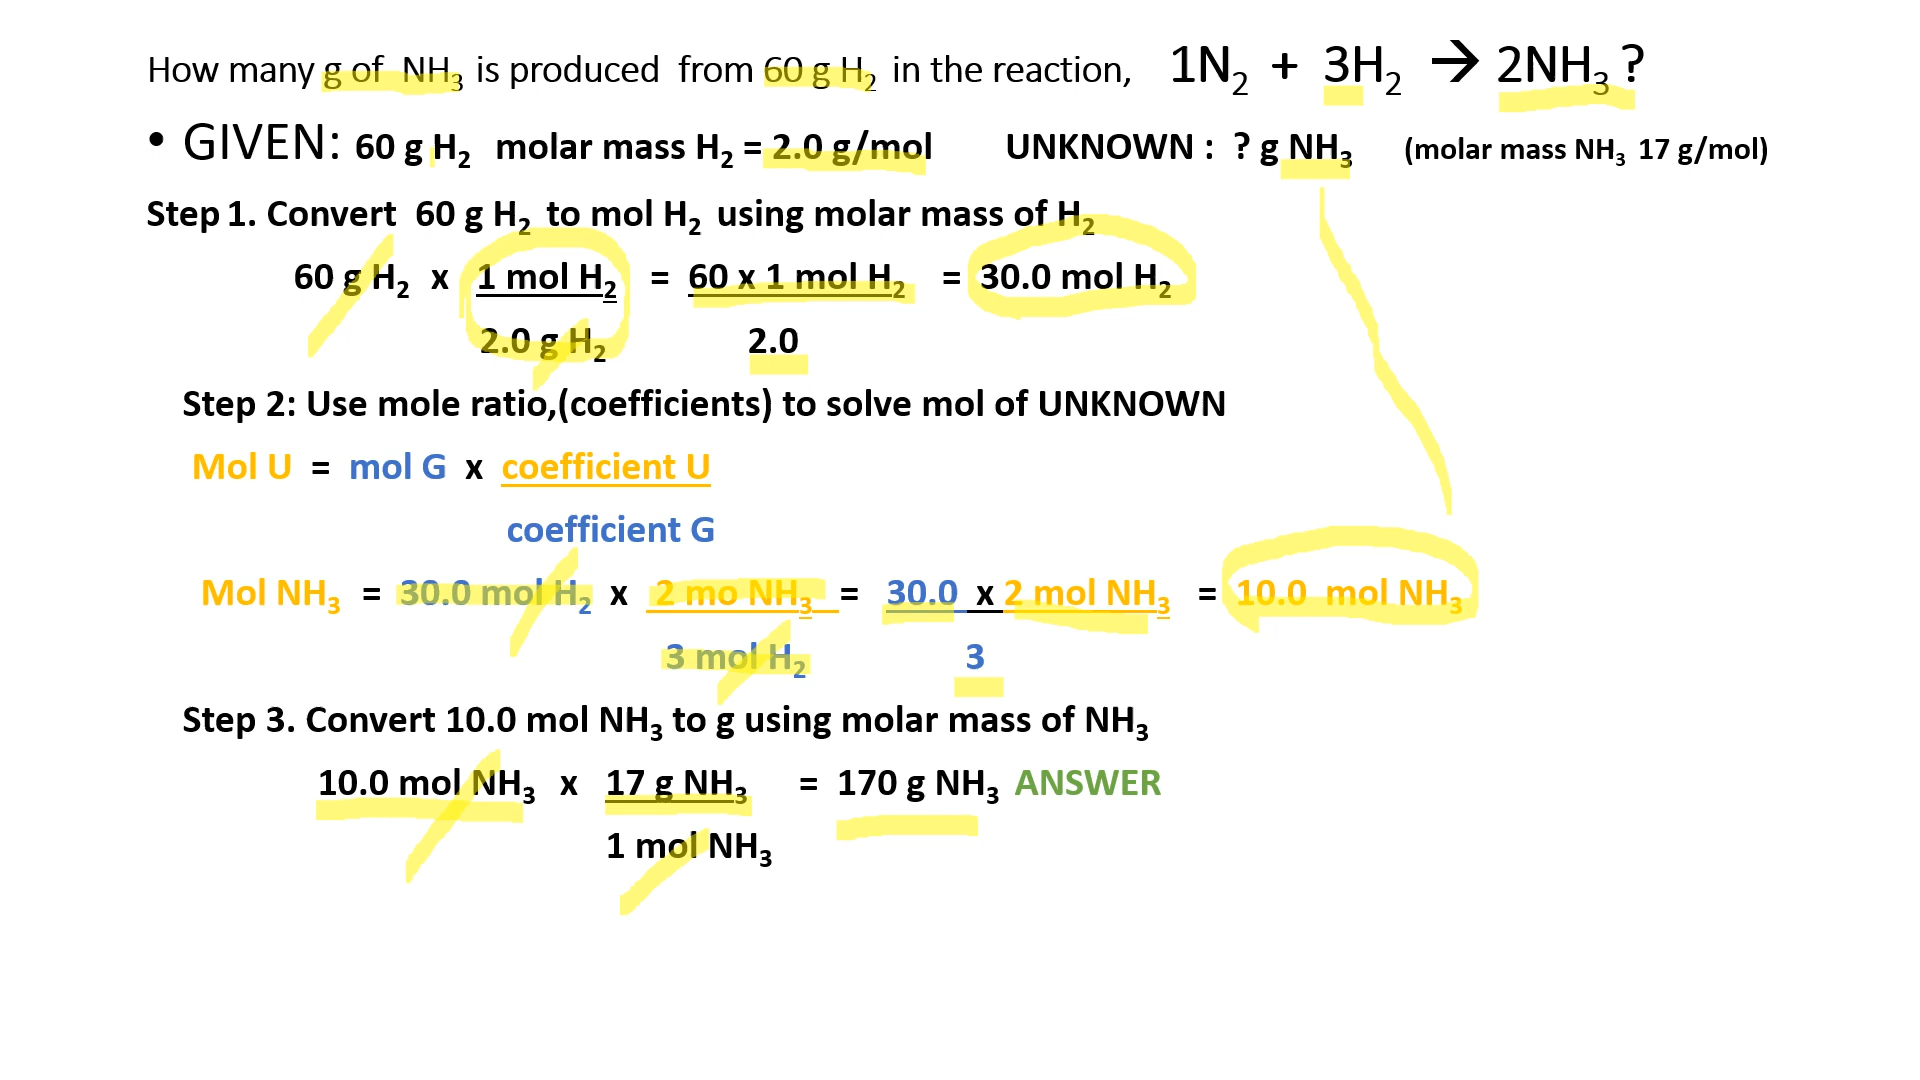 How many g of NH₃ is produced from 60 g H₂ in the reaction, 1N₂ + 3H₂ → 2NH₃ ?
• GIVEN: 60 g H₂ molar mass H₂ = 2.0 g/mol UNKNOWN : ? g NH₃ (molar mass NH₃ 17 g/mol)
Step 1. Convert 60 g H₂ to mol H₂ using molar mass of H₂
60 g H₂ x 1 mol H₂ = 60 x 1 mol H₂ = 30.0 mol H₂
2.0 g H₂ 2.0
Step 2: Use mole ratio,(coefficients) to solve mol of UNKNOWN
Mol U = mol G x coefficient U
coefficient G
Mol NH₃ = 30.0 mol H₂ x 2 mo NH₃ = 30.0 x 2 mol NH₃ = 10.0 mol NH₃
3 mol H₂ 3
Step 3. Convert 10.0 mol NH₃ to g using molar mass of NH₃
10.0 mol NH₃ x 17 g NH₃ = 170 g NH₃ ANSWER
1 mol NH₃